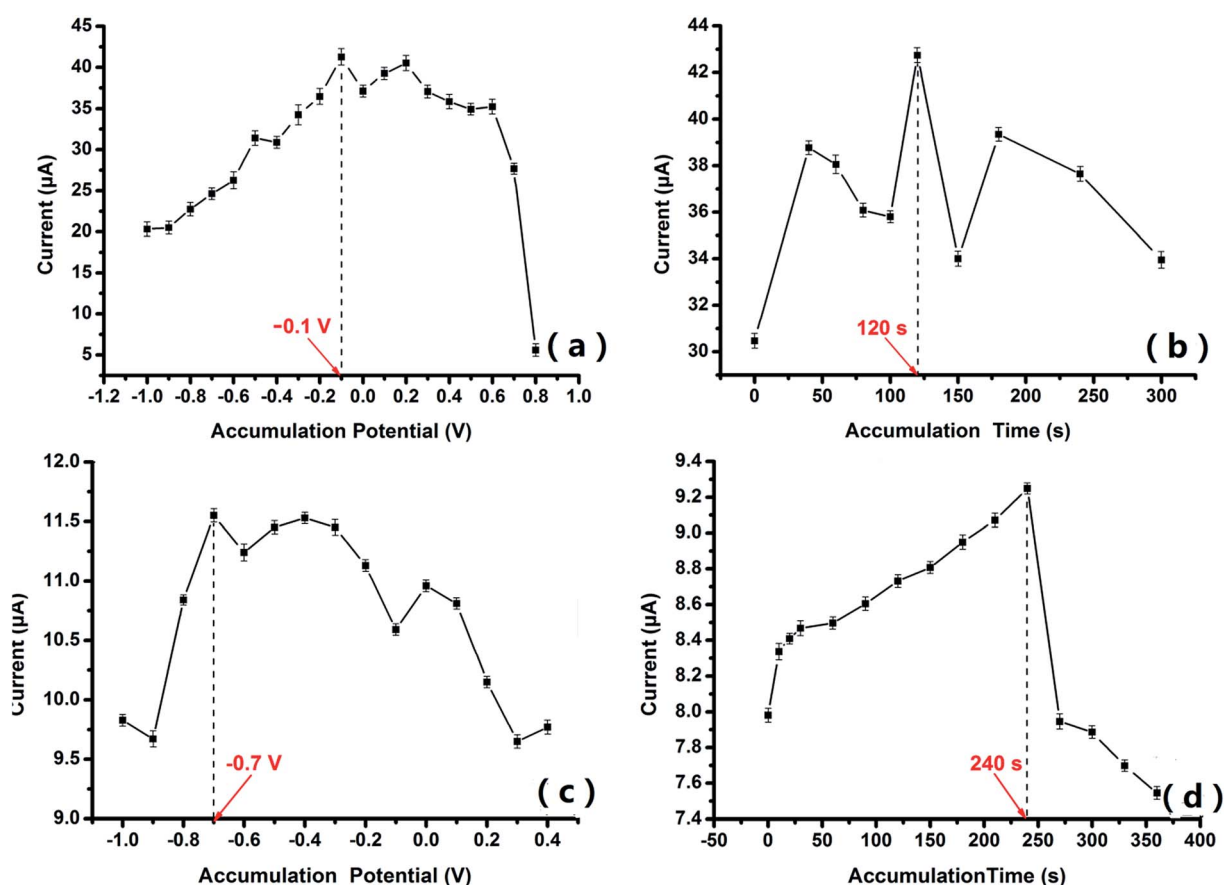 45
40
35
30
25
20
15
10
5
Current (µA)
-1.2 -1.0 -0.8 -0.6 -0.4 -0.2 0.0 0.2 0.4 0.6 0.8 1.0
Accumulation Potential (V)
−0.1 V
( a )
44
43
41
39
38
36
34
33
31
30
Current (µA)
0 50 100 150 200 250 300
Accumulation Time (s)
120 s
( b )
12.0
11.5
11.0
10.5
10.0
9.5
9.0
Current (µA)
-1.0 -0.8 -0.6 -0.4 -0.2 0.0 0.2 0.4
Accumulation Potential (V)
-0.7 V
( c )
9.4
9.2
9.0
8.8
8.6
8.4
8.2
8.0
7.8
7.6
7.4
Current (µA)
-50 0 50 100 150 200 250 300 350 400
AccumulationTime (s)
240 s
( d )